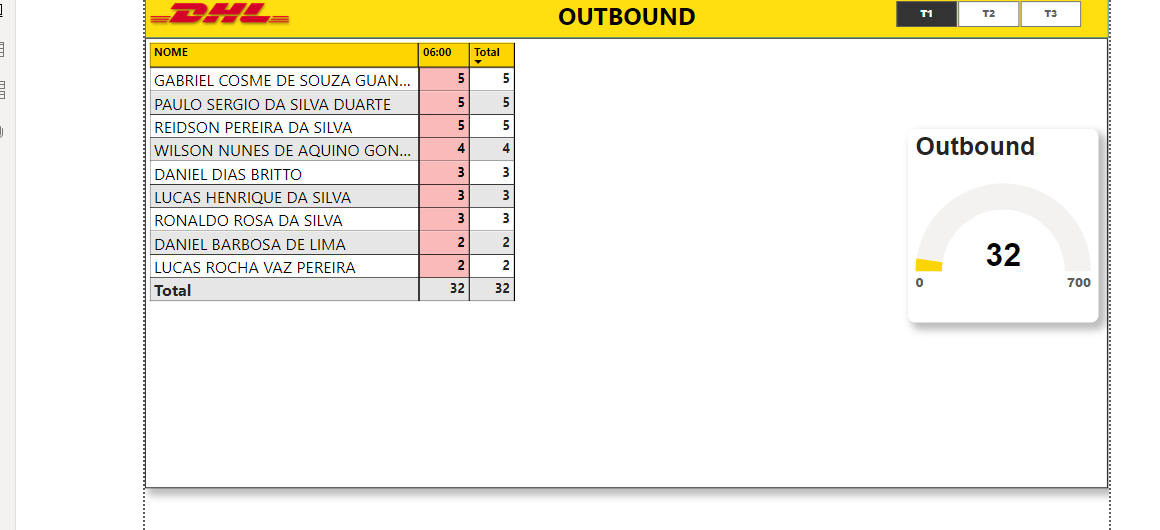 DHL
OUTBOUND
T1 T2 T3
NOME 06:00 Total
GABRIEL COSME DE SOUZA GUAN... 5 5
PAULO SERGIO DA SILVA DUARTE 5 5
REIDSON PEREIRA DA SILVA 5 5
WILSON NUNES DE AQUINO GON... 4 4
DANIEL DIAS BRITTO 3 3
LUCAS HENRIQUE DA SILVA 3 3
RONALDO ROSA DA SILVA 3 3
DANIEL BARBOSA DE LIMA 2 2
LUCAS ROCHA VAZ PEREIRA 2 2
Total 32 32
Outbound
32
0 700